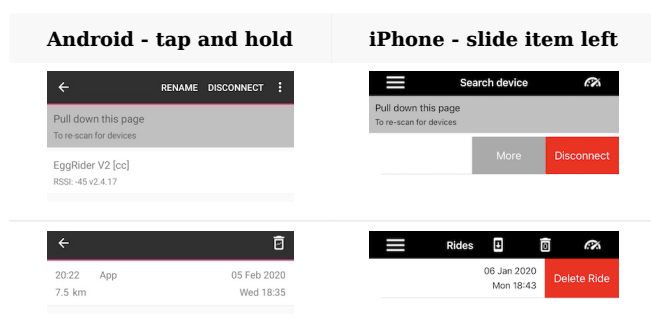 Android - tap and hold
iPhone - slide item left
RENAME DISCONNECT
Pull down this page
To re-scan for devices
EggRider V2 [cc]
RSSI: -45 v2.4.17
Search device
Pull down this page
To re-scan for devices
More Disconnect
20:22 App 05 Feb 2020
7.5 km Wed 18:35
Rides
06 Jan 2020
Mon 18:43
Delete Ride